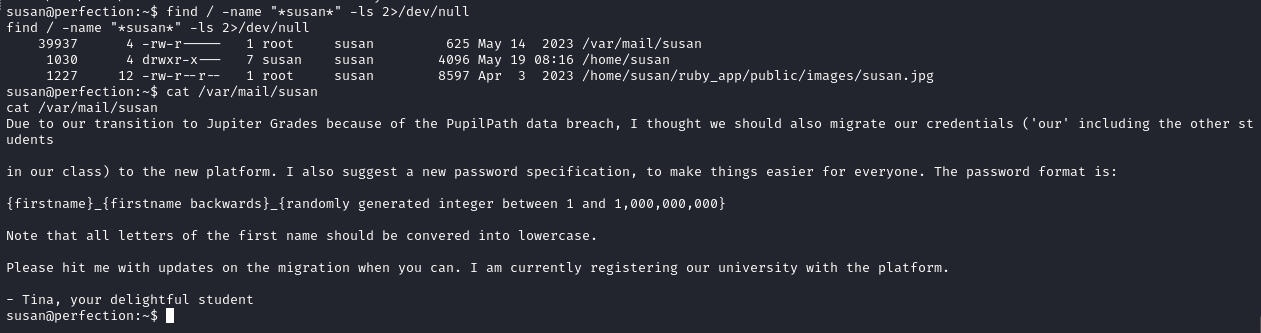 susan@perfection:~$ find / -name "*susan*" -ls 2>/dev/null
find / -name "*susan*" -ls 2>/dev/null
39937 4 -rw-r----- 1 root susan 625 May 14 2023 /var/mail/susan
1030 4 drwxr-x--- 7 susan susan 4096 May 19 08:16 /home/susan
1227 12 -rw-r--r-- 1 root susan 8597 Apr 3 2023 /home/susan/ruby_app/public/images/susan.jpg
susan@perfection:~$ cat /var/mail/susan
cat /var/mail/susan
Due to our transition to Jupiter Grades because of the PupilPath data breach, I thought we should also migrate our credentials ('our' including the other st
udents
in our class) to the new platform. I also suggest a new password specification, to make things easier for everyone. The password format is:
{firstname}_{firstname backwards}_{randomly generated integer between 1 and 1,000,000,000}
Note that all letters of the first name should be convered into lowercase.
Please hit me with updates on the migration when you can. I am currently registering our university with the platform.
- Tina, your delightful student
susan@perfection:~$